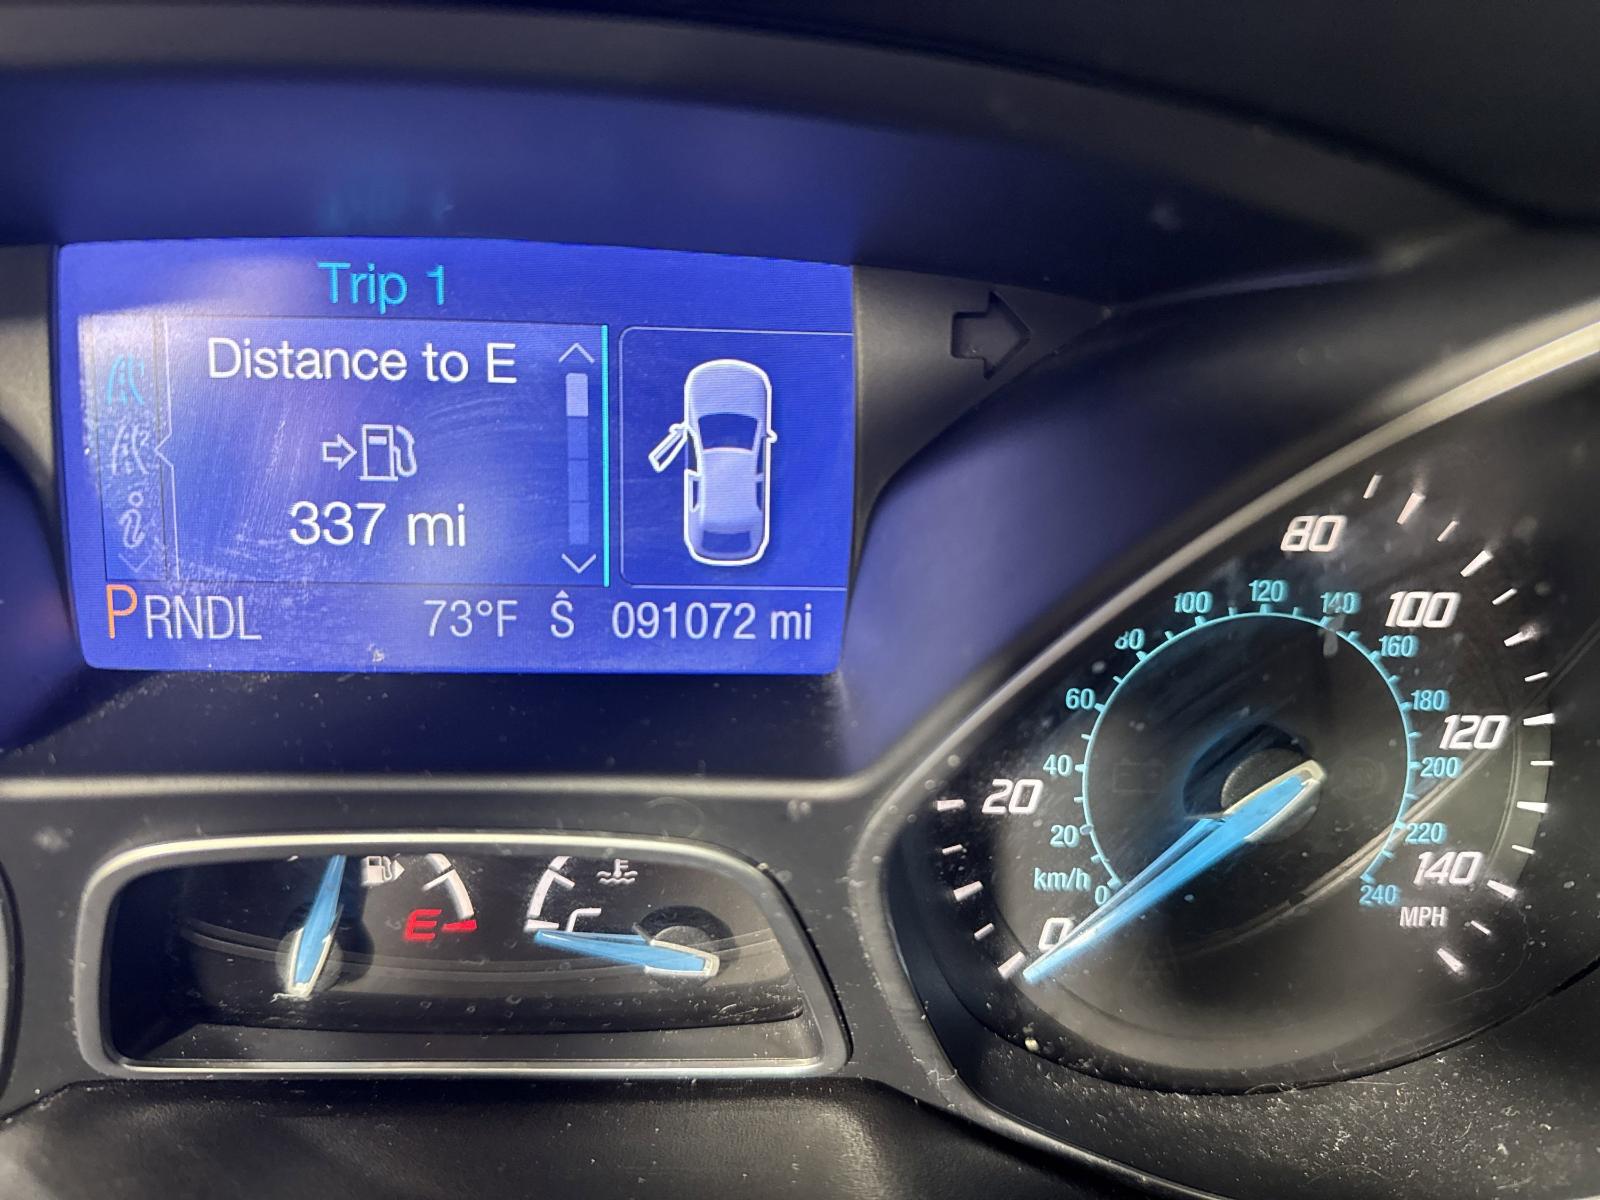 Trip 1
Distance to E
337 mi
PRNDL 73°F Ŝ 091072 mi
80
100
120
140
20
0
MPH
100 120 140
80 160
60 180
40 200
20 220
km/h 0 240
E
C